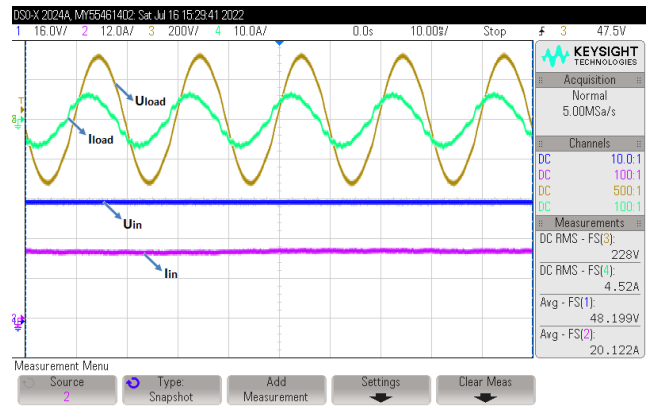 DSO-X 2024A, MY55461402: Sat Jul 16 15:29:41 2022
1 16.0V/ 2 12.0A/ 3 200V/ 4 10.0A/ 0.0s 10.00s/ Stop 3 47.5V
KEYSIGHT
TECHNOLOGIES
Acquisition
Normal
5.00MSa/s
Channels
DC 10.0:1
DC 100:1
DC 500:1
DC 100:1
Measurements
DC RMS - FS(3):
228V
DC RMS - FS(4):
4.52A
Avg - FS(1):
48.199V
Avg - FS(2):
20.122A
Uload
Iload
Uin
Iin
Measurement Menu
Source
2
Type:
Snapshot
Add
Measurement
Settings
Clear Meas